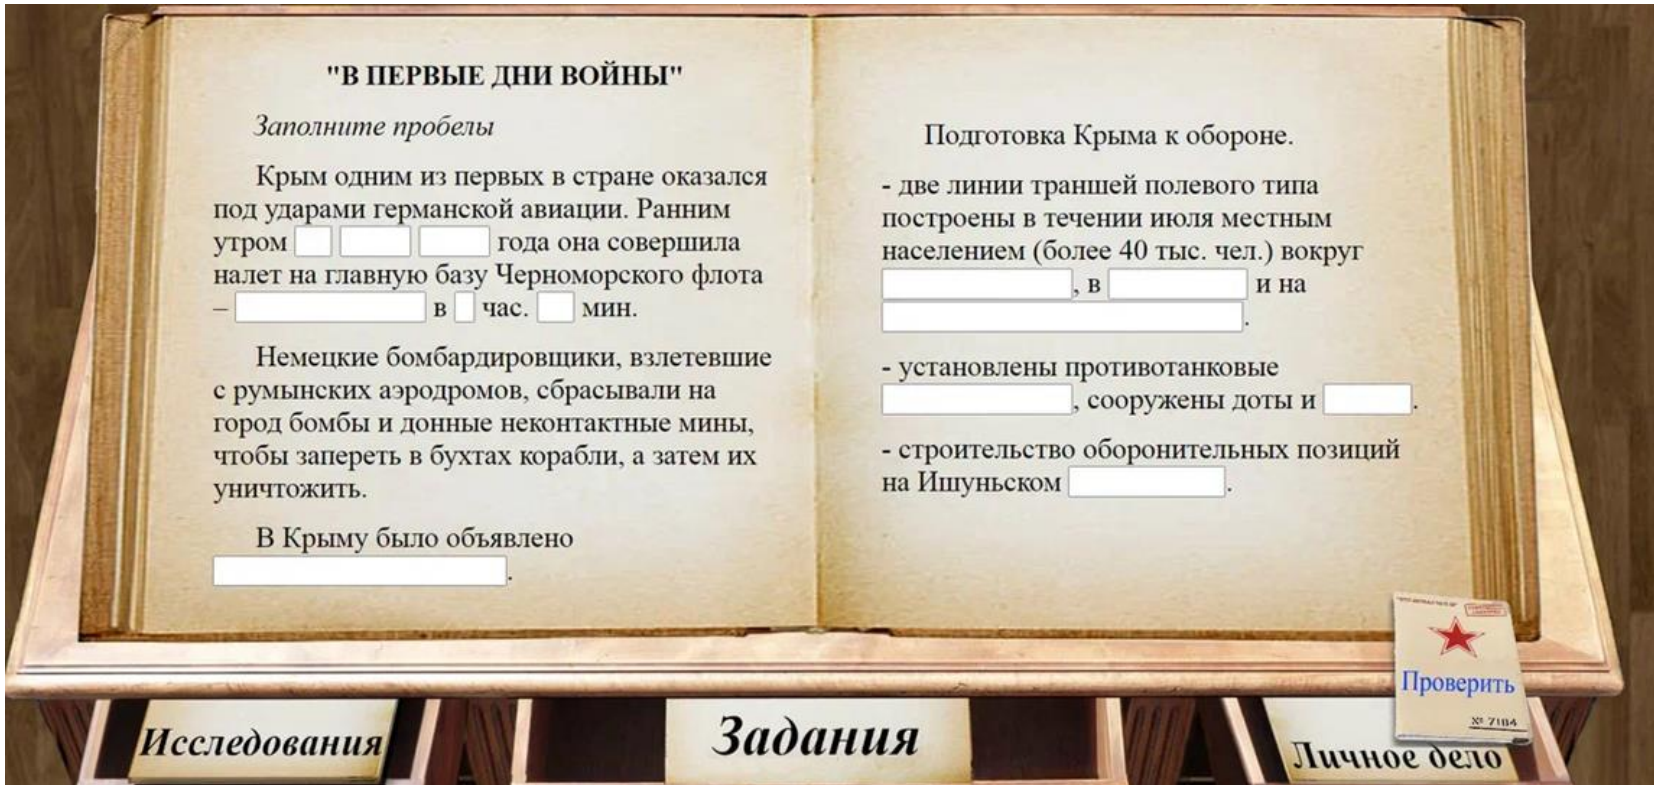 "В ПЕРВЫЕ ДНИ ВОЙНЫ"
Заполните пробелы
Крым одним из первых в стране оказался
под ударами германской авиации. Ранним
утром года она совершила
налет на главную базу Черноморского флота
– в час. мин.
Немецкие бомбардировщики, взлетевшие
с румынских аэродромов, сбрасывали на
город бомбы и донные неконтактные мины,
чтобы запереть в бухтах корабли, а затем их
уничтожить.
В Крыму было объявлено
.
Подготовка Крыма к обороне.
- две линии траншей полевого типа
построены в течении июля местным
населением (более 40 тыс. чел.) вокруг
, в и на
.
- установлены противотанковые
, сооружены доты и .
- строительство оборонительных позиций
на Ишуньском .
Проверить
№ 7184
Исследования
Задания
Личное дело